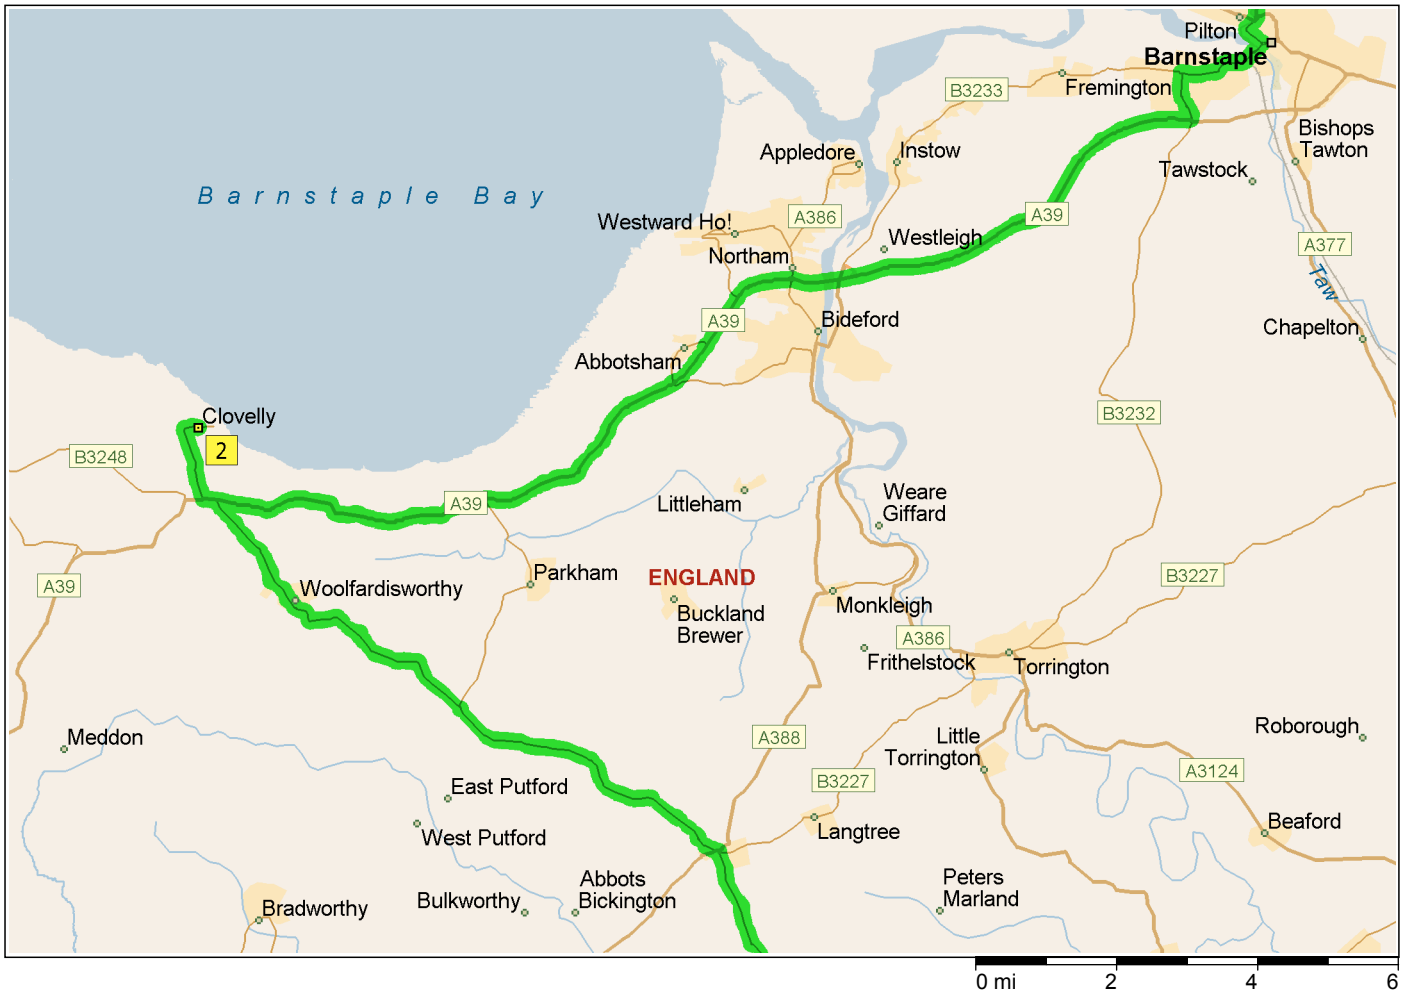 Pilton
Barnstaple
B3233
Fremington
Bishops
Tawton
Appledore
Instow
Tawstock
Barnstaple Bay
Westward Ho!
A386
A39
Westleigh
Northam
A377
Taw
A39
Bideford
Chapelton
Abbotsham
Clovelly
B3232
2
B3248
Littleham
A39
Weare
Giffard
A39
Woolfardisworthy
Parkham
ENGLAND
B3227
Buckland
Brewer
Monkleigh
A386
Frithelstock
Torrington
Meddon
A388
Little
Torrington
Roborough
A3124
East Putford
B3227
West Putford
Langtree
Beaford
Abbots
Bickington
Peters
Marland
Bulkworthy
Bradworthy
0 mi 2 4 6